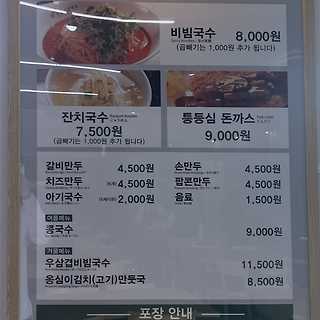 비빔국수 8,000원
(곱빼기는 1,000원 추가 됩니다)
잔치국수
7,500원
(곱빼기는 1,000원 추가 됩니다)
통등심 돈까스
9,000원
갈비만두 4,500원
치즈만두 4,500원
아기국수 2,000원
손만두 4,500원
팝콘만두 4,500원
음료 1,500원
여름메뉴
콩국수 9,000원
겨울메뉴
우삼겹비빔국수 11,500원
옹심이김치(고기)만둣국 8,500원
포장 안내